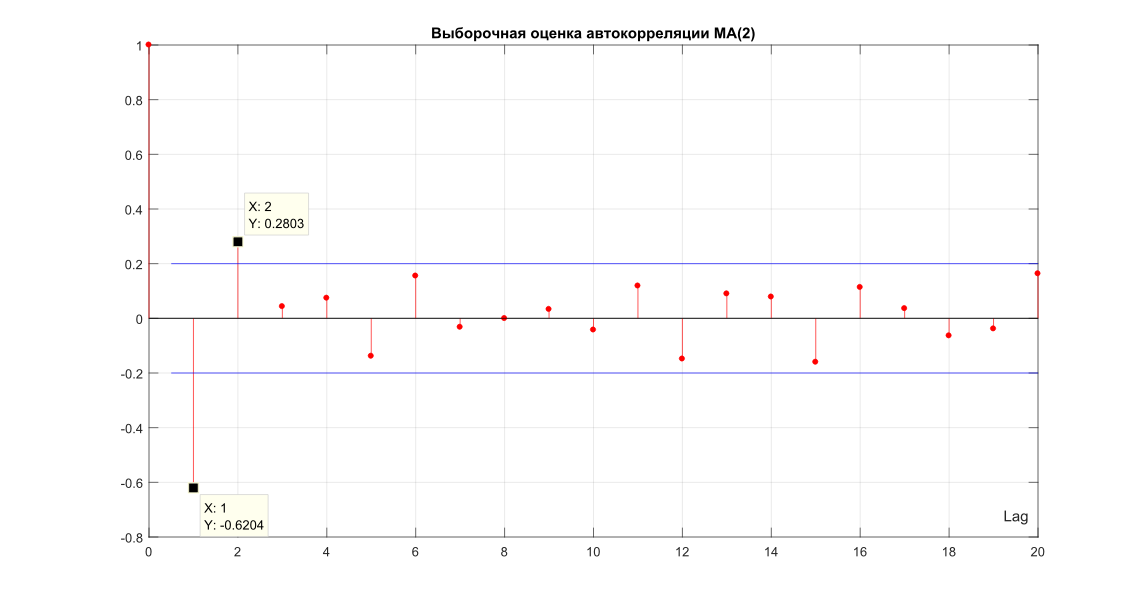 Выборочная оценка автокорреляции MA(2)
1
0.8
0.6
0.4
0.2
0
-0.2
-0.4
-0.6
-0.8
X: 2
Y: 0.2803
X: 1
Y: -0.6204
Lag
0 2 4 6 8 10 12 14 16 18 20